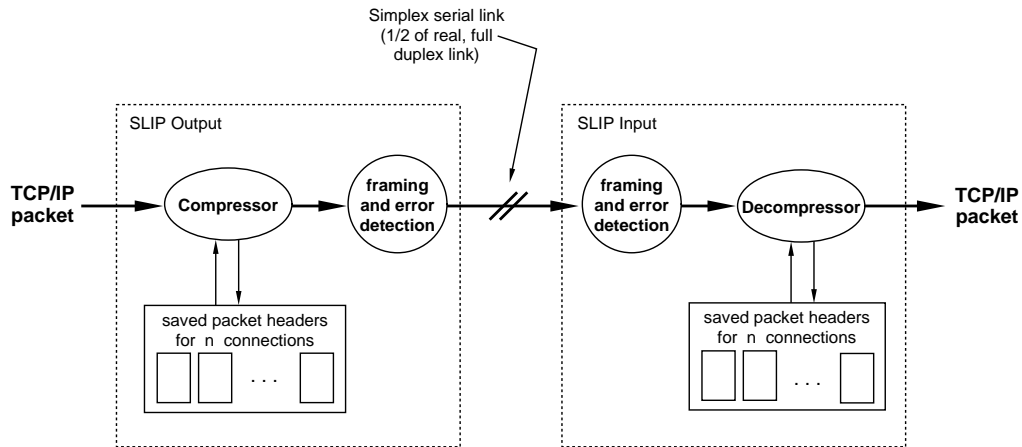 Simplex serial link
(1/2 of real, full
duplex link)
SLIP Output
SLIP Input
TCP/IP
packet
Compressor
framing
and error
detection
framing
and error
detection
Decompressor
TCP/IP
packet
saved packet headers
for n connections
. . .
saved packet headers
for n connections
. . .